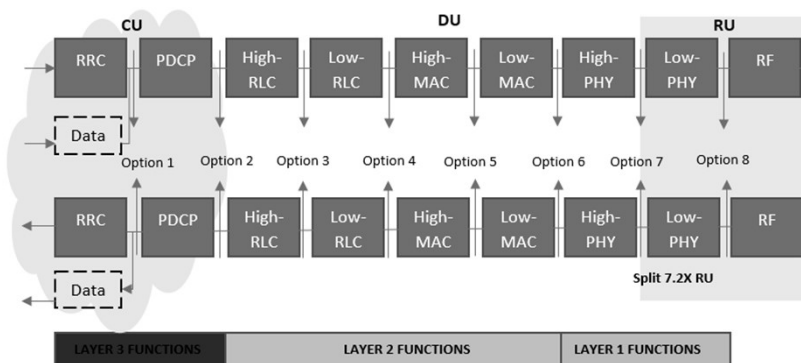 CU DU RU
RRC PDCP High-RLC Low-RLC High-MAC Low-MAC High-PHY Low-PHY RF
Data
Option 1 Option 2 Option 3 Option 4 Option 5 Option 6 Option 7 Option 8
RRC PDCP High-RLC Low-RLC High-MAC Low-MAC High-PHY Low-PHY RF
Data
Split 7.2X RU
LAYER 3 FUNCTIONS LAYER 2 FUNCTIONS LAYER 1 FUNCTIONS